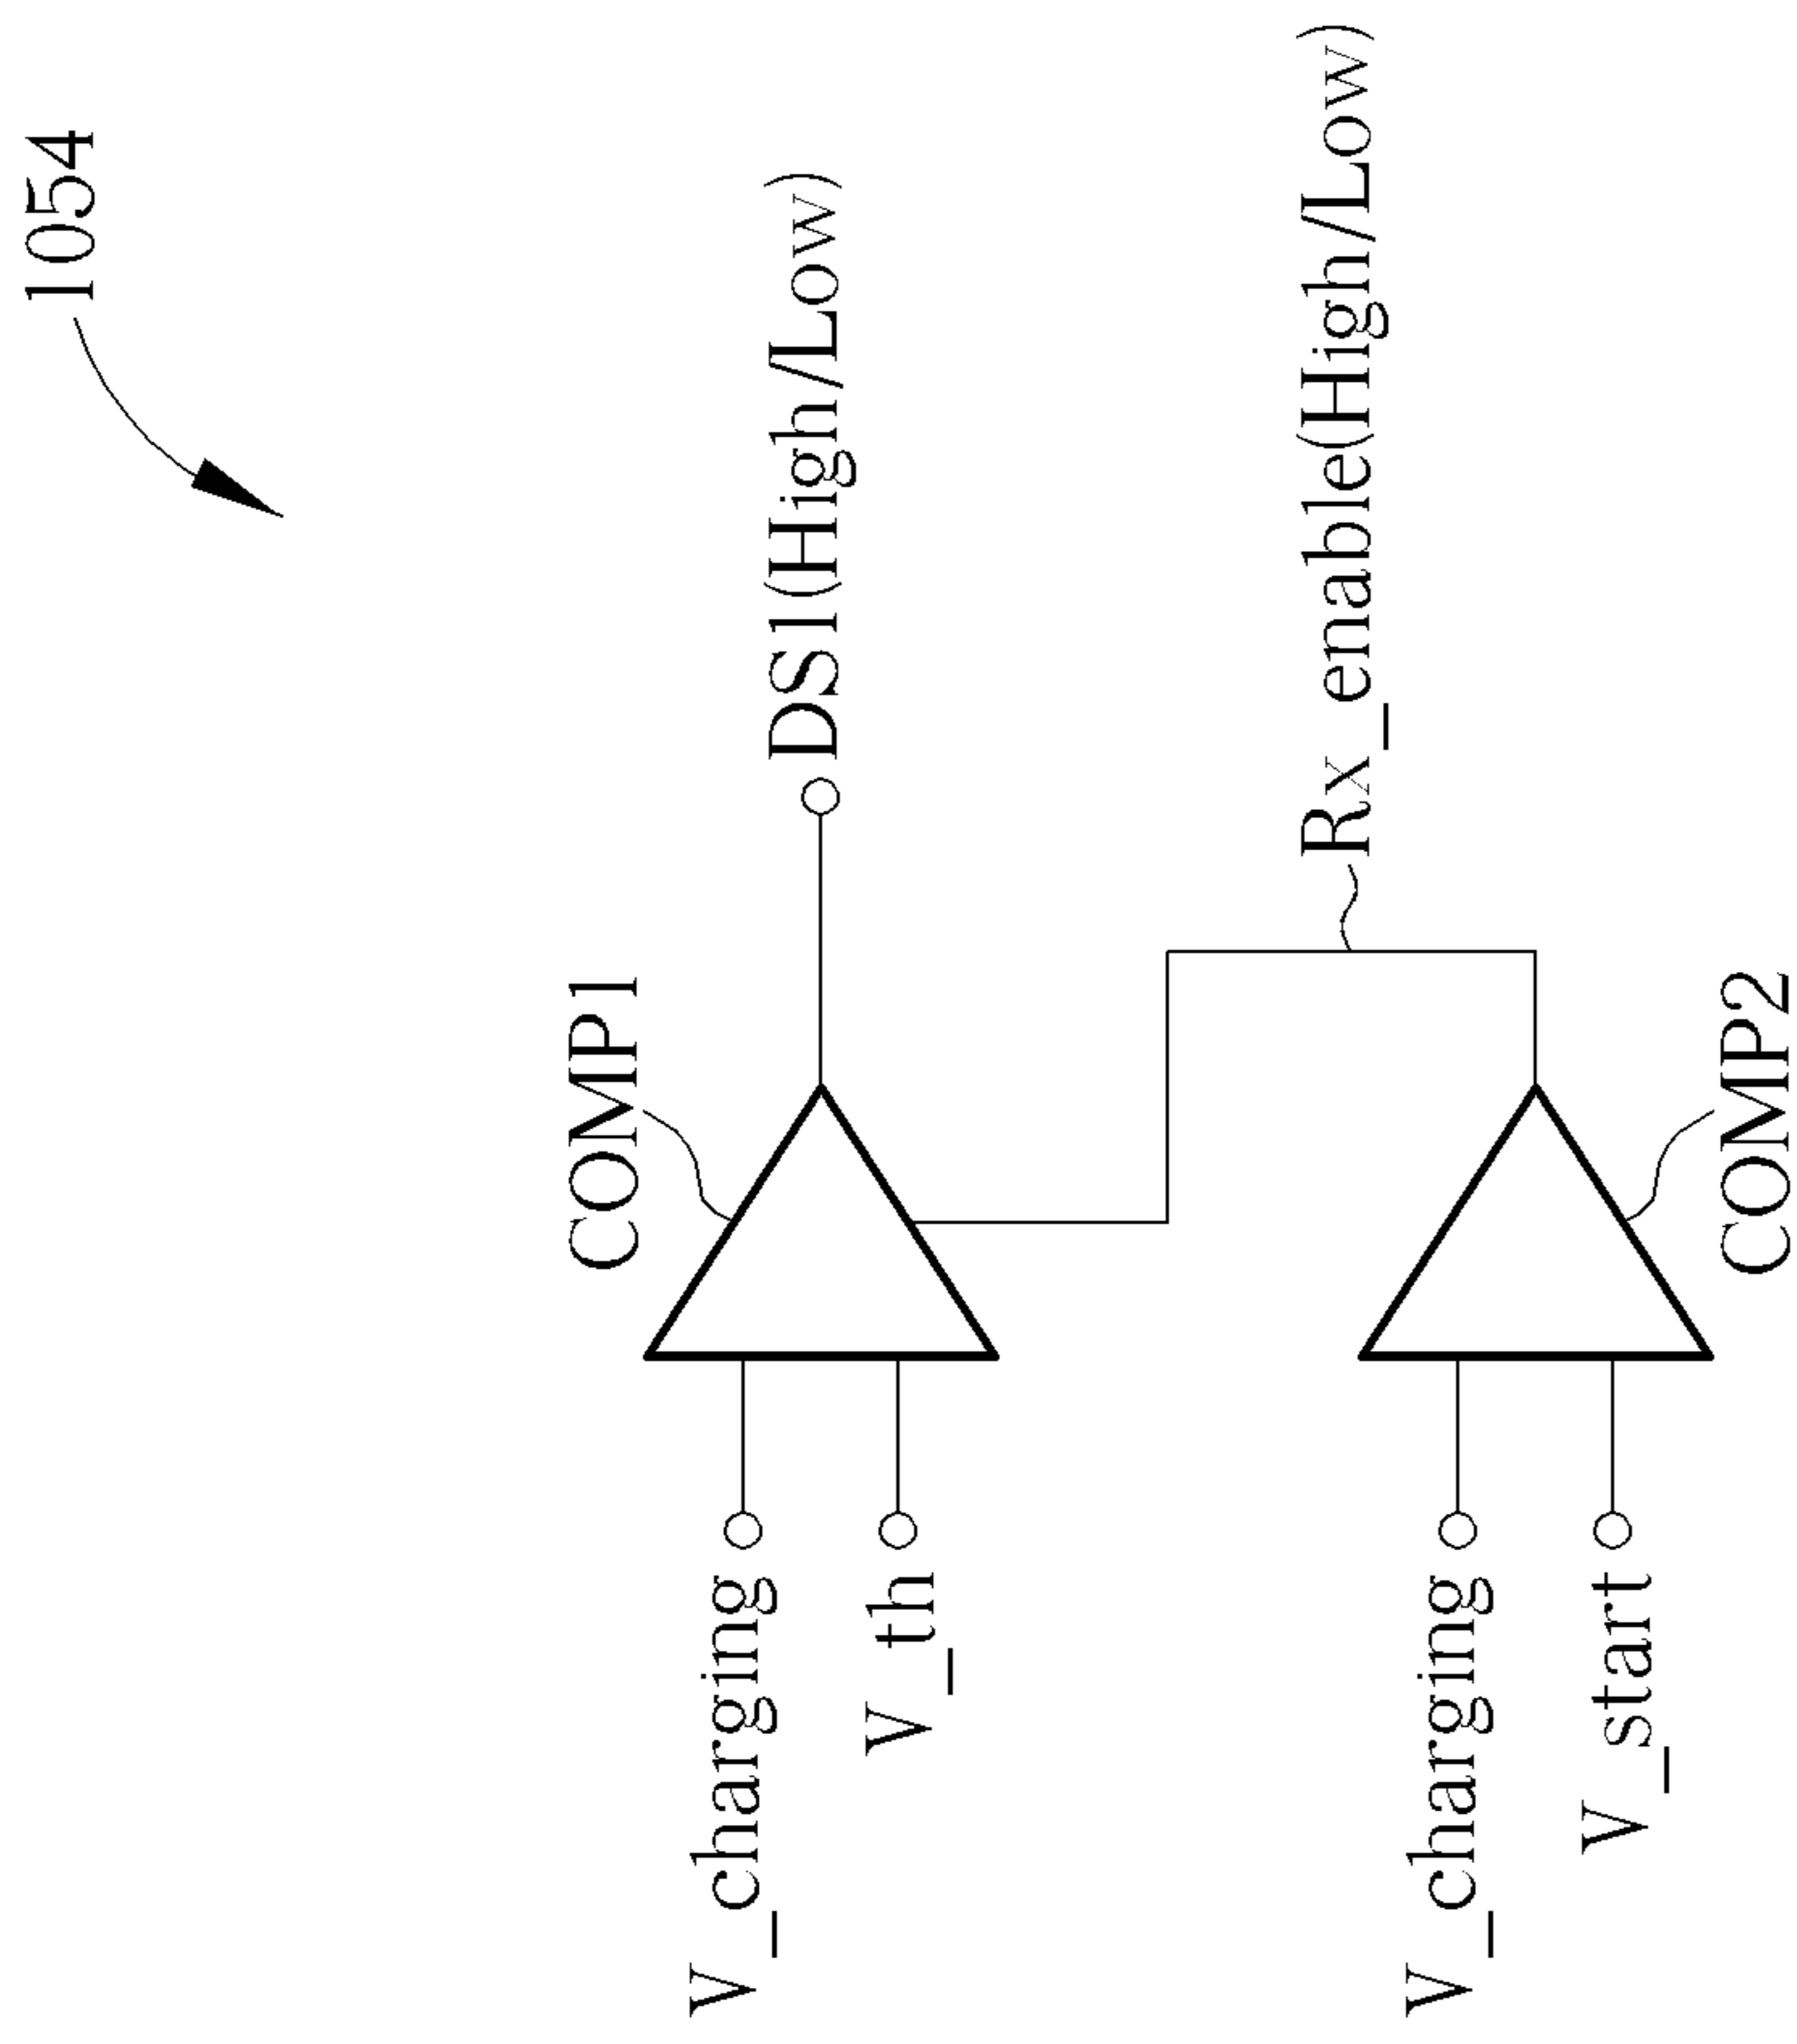 1054
COMP1
V_charging
V_th
DS1(High/Low)
Rx_enable(High/Low)
V_charging
V_start
COMP2